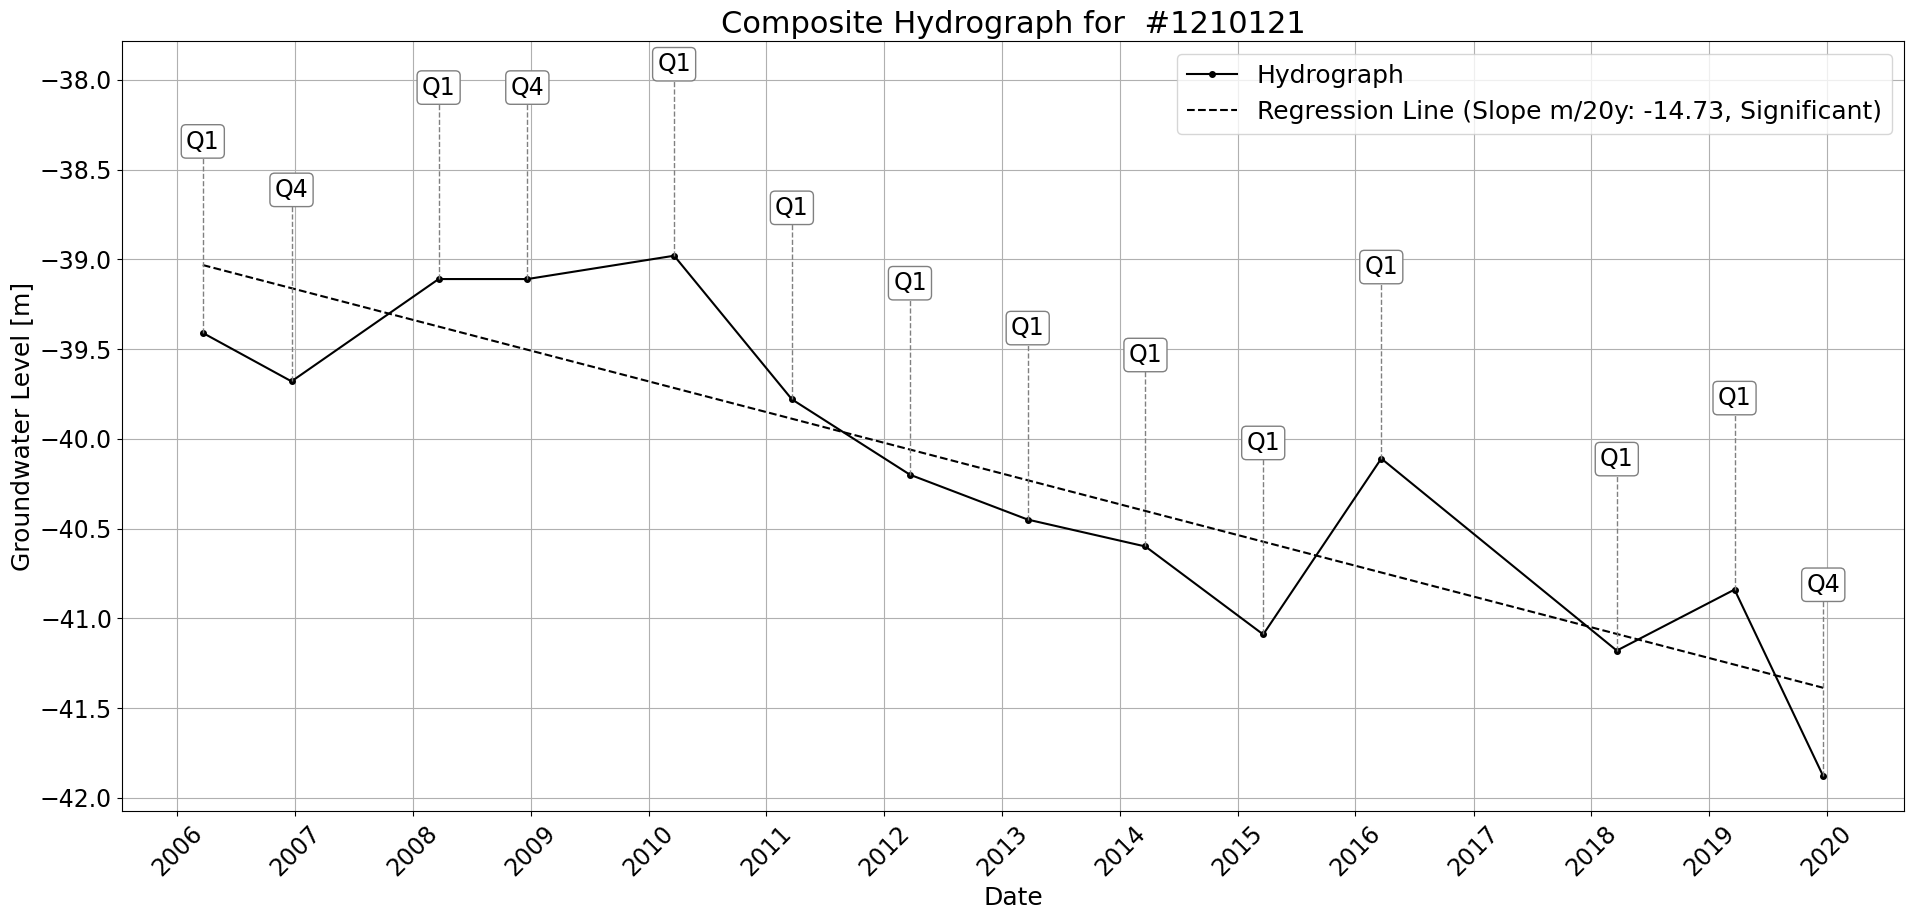 Composite Hydrograph for  #1210121
Hydrograph
Regression Line (Slope m/20y: -14.73, Significant)
Q1
Q4
Q1
Q4
Q1
Q1
Q1
Q1
Q1
Q1
Q1
Q1
Q1
Q4
Groundwater Level [m]
−38.0
−38.5
−39.0
−39.5
−40.0
−40.5
−41.0
−41.5
−42.0
2006
2007
2008
2009
2010
2011
2012
2013
2014
2015
2016
2017
2018
2019
2020
Date